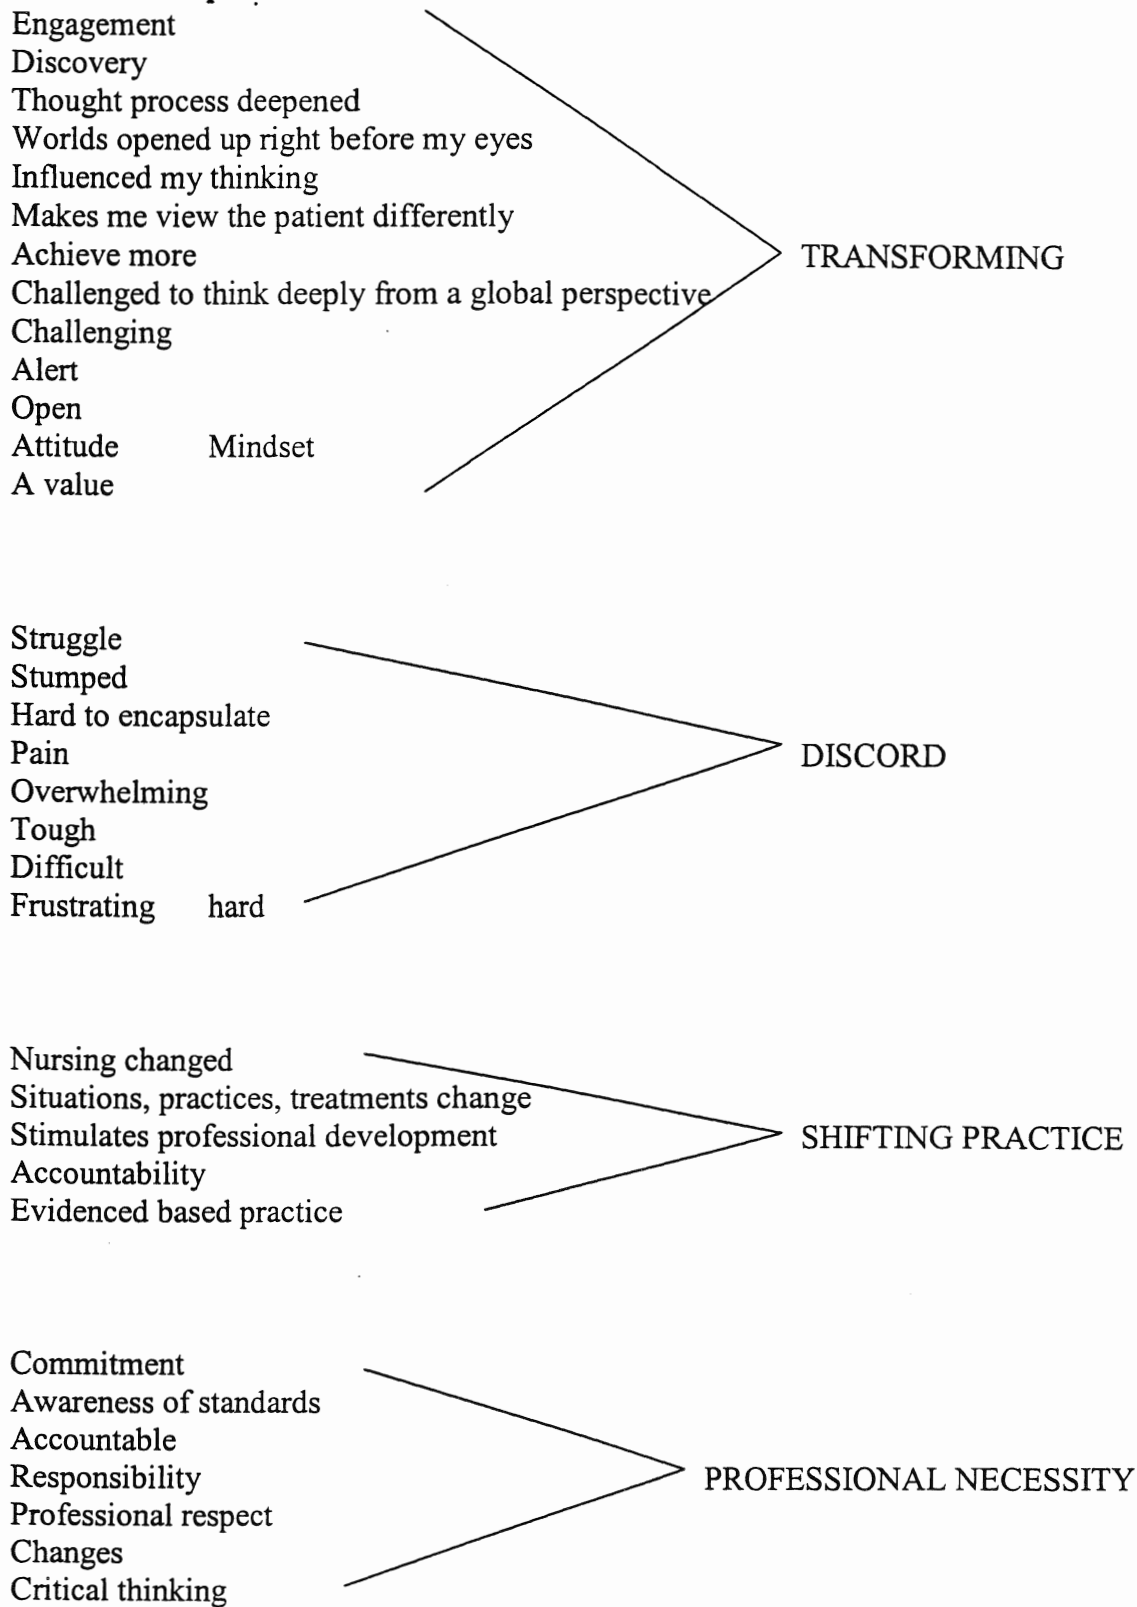 Engagement
Discovery
Thought process deepened
Worlds opened up right before my eyes
Influenced my thinking
Makes me view the patient differently
Achieve more
TRANSFORMING
Challenged to think deeply from a global perspective
Challenging
Alert
Open
Attitude Mindset
A value
Struggle
Stumped
Hard to encapsulate
Pain
DISCORD
Overwhelming
Tough
Difficult
Frustrating hard
Nursing changed
Situations, practices, treatments change
Stimulates professional development
SHIFTING PRACTICE
Accountability
Evidenced based practice
Commitment
Awareness of standards
Accountable
Responsibility
PROFESSIONAL NECESSITY
Professional respect
Changes
Critical thinking